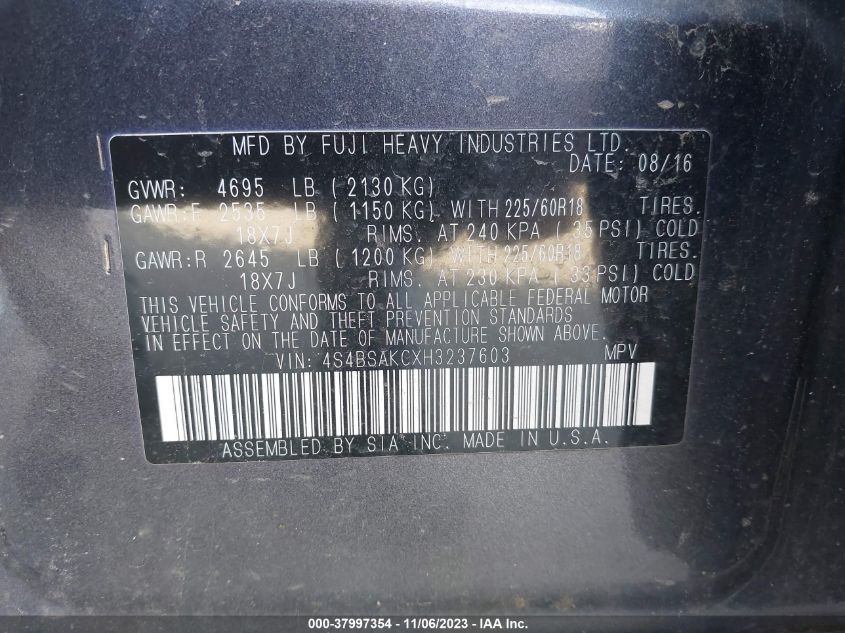 MFD BY FUJI HEAVY INDUSTRIES LTD.
DATE: 08/16
GVWR: 4695 LB ( 2130 KG)
GAWR:F 2535 LB ( 1150 KG) WITH 225/60R18 TIRES.
18X7J RIMS. AT 240 KPA ( 35 PSI) COLD
GAWR:R 2645 LB ( 1200 KG) WITH 225/60R18 TIRES.
18X7J RIMS. AT 230 KPA ( 33 PSI) COLD
THIS VEHICLE CONFORMS TO ALL APPLICABLE FEDERAL MOTOR
VEHICLE SAFETY AND THEFT PREVENTION STANDARDS
IN EFFECT ON THE DATE OF MANUFACTURE SHOWN ABOVE.
VIN: 4S4BSAKCXH3237603 MPV
ASSEMBLED BY SIA INC. MADE IN U.S.A.
000-37997354 - 11/06/2023 - IAA Inc.